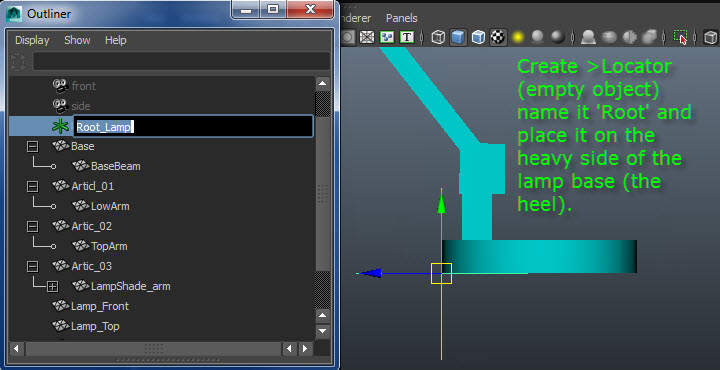 Outliner
Display Show Help
front
side
Root_Lamp
Base
BaseBeam
Articl_01
LowArm
Artic_02
TopArm
Artic_03
LampShade_arm
Lamp_Front
Lamp_Top
Panels
T
Create >Locator
(empty object)
name it 'Root' and
place it on the
heavy side of the
lamp base (the
heel).